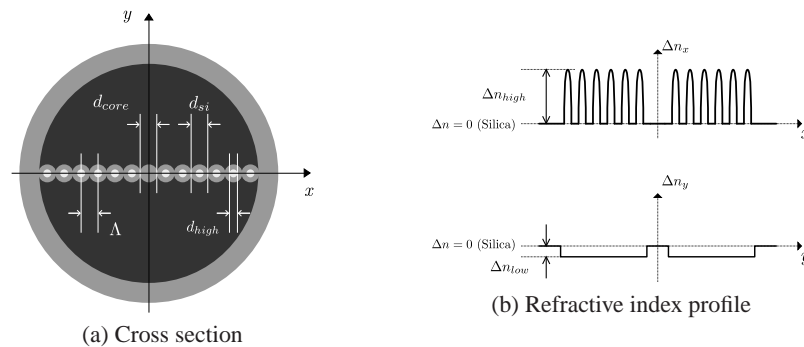 y
d_core
d_si
x
Λ
d_high
(a) Cross section
Δn_x
Δn_high
Δn = 0 (Silica)
x
Δn_y
Δn = 0 (Silica)
Δn_low
y
(b) Refractive index profile